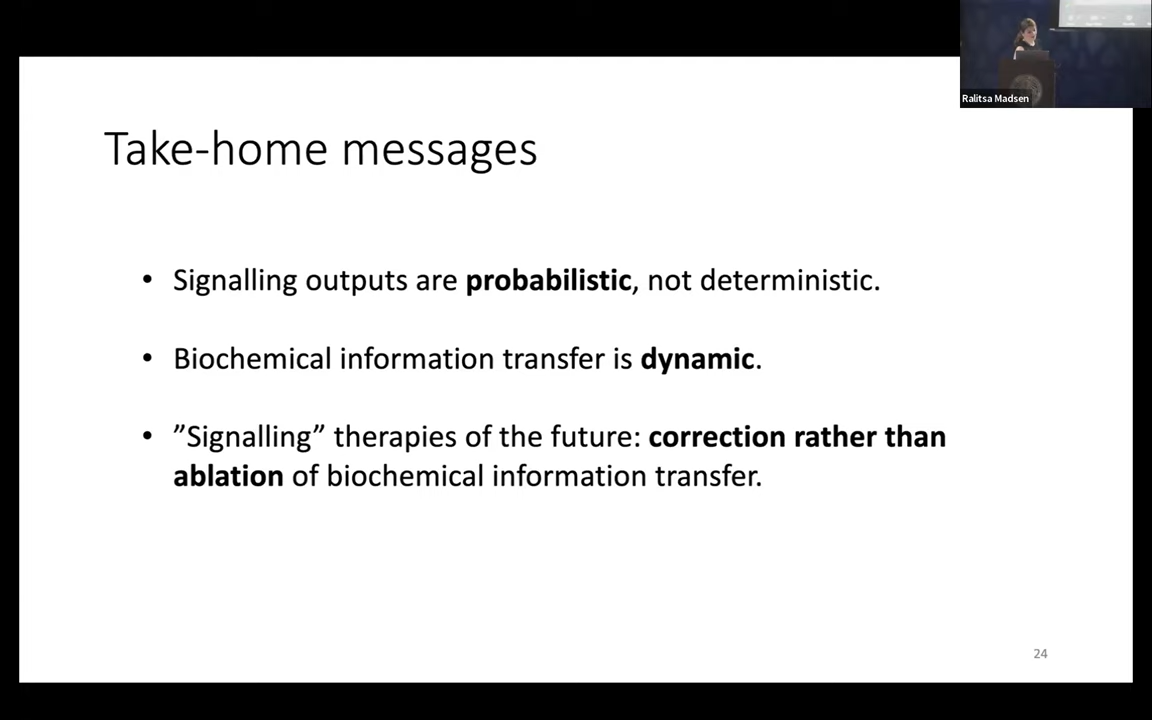 Ralitsa Madsen
Take-home messages
• Signalling outputs are probabilistic, not deterministic.
• Biochemical information transfer is dynamic.
• ”Signalling” therapies of the future: correction rather than
ablation of biochemical information transfer.
24